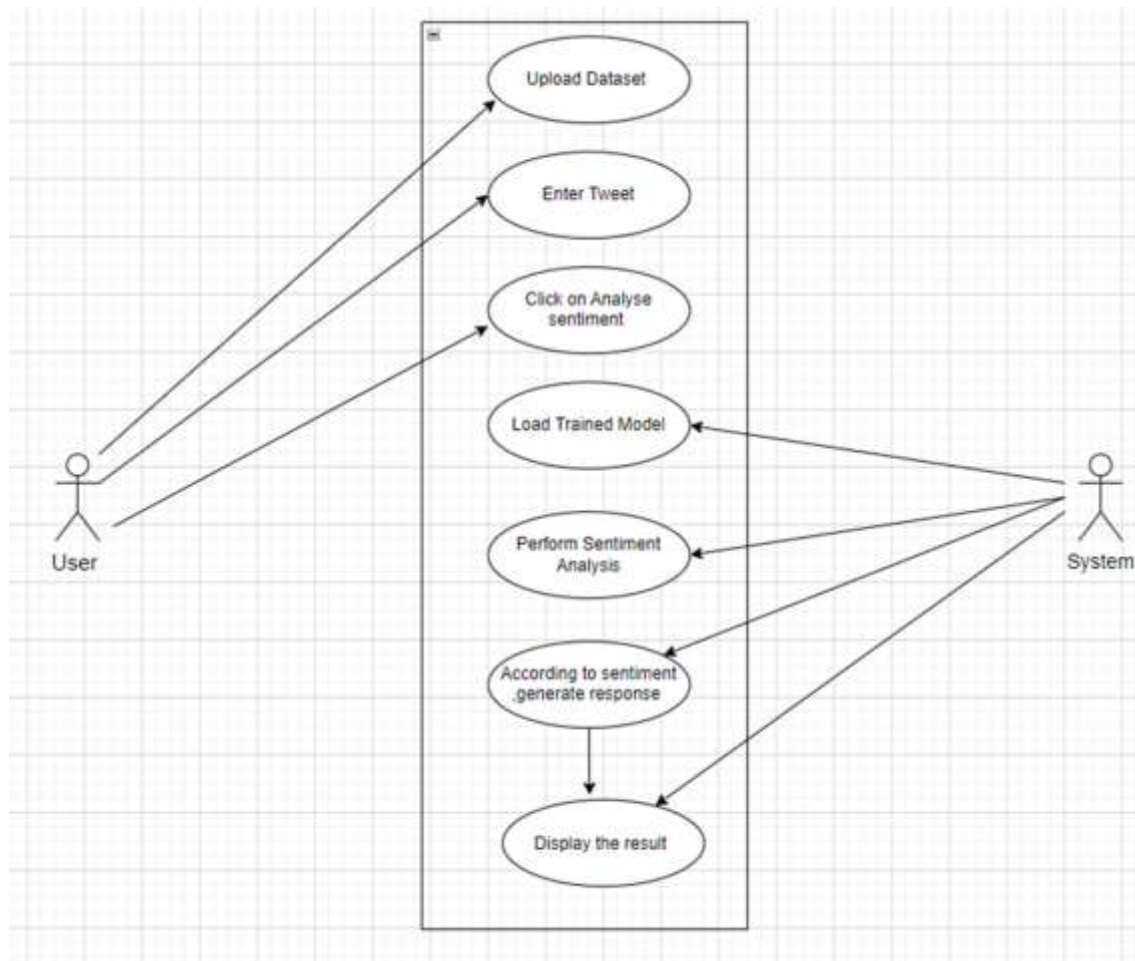 Upload Dataset
Enter Tweet
Click on Analyse
sentiment
Load Trained Model
User
System
Perform Sentiment
Analysis
According to sentiment
,generate response
Display the result